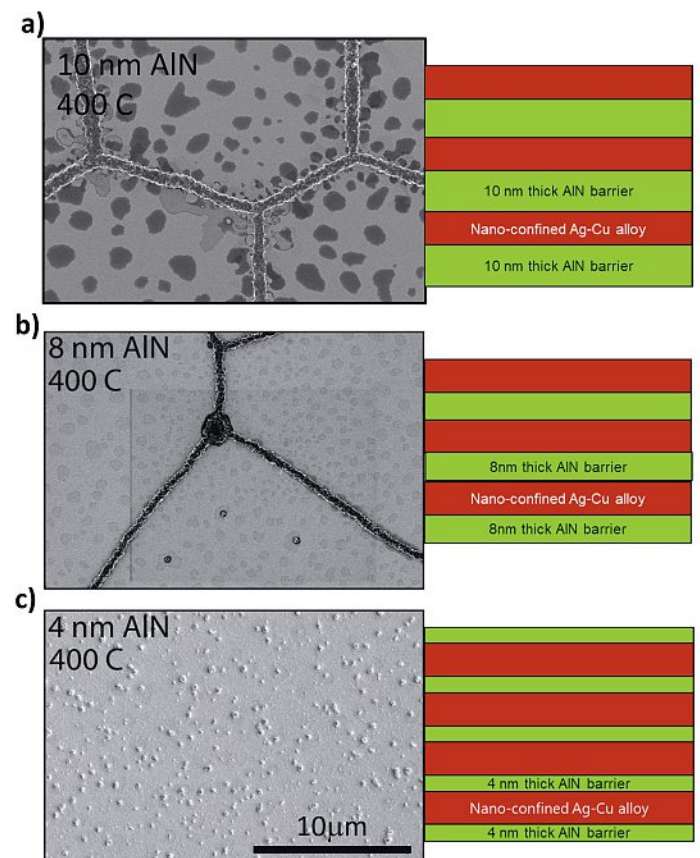 a)
10 nm AlN
400 C
10 nm thick AlN barrier
Nano-confined Ag-Cu alloy
10 nm thick AlN barrier
b)
8 nm AlN
400 C
8nm thick AlN barrier
Nano-confined Ag-Cu alloy
8nm thick AlN barrier
c)
4 nm AlN
400 C
4 nm thick AlN barrier
Nano-confined Ag-Cu alloy
10μm
4 nm thick AlN barrier